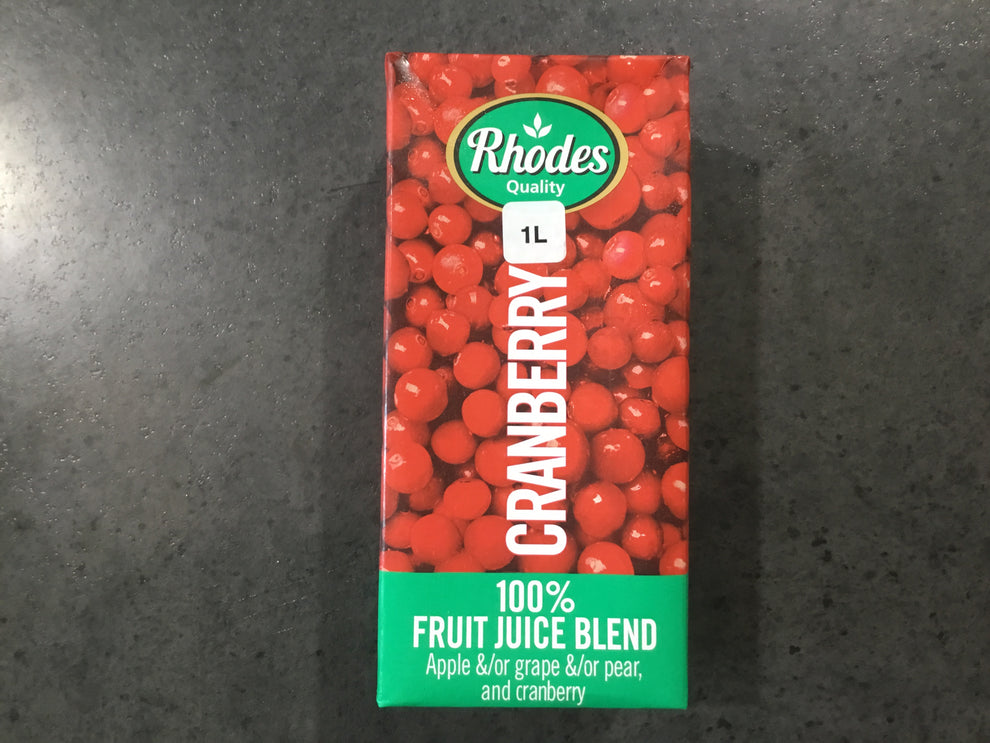 Rhodes
Quality
1L
CRANBERRY
100%
FRUIT JUICE BLEND
Apple &/or grape &/or pear,
and cranberry